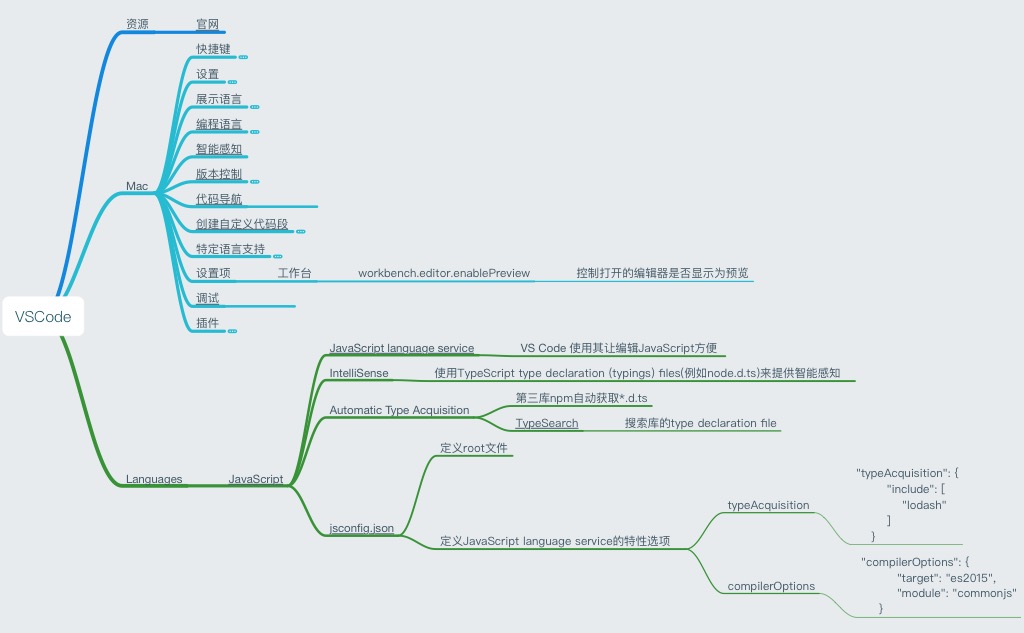 资源
官网
快捷键
设置
展示语言
编程语言
智能感知
版本控制
Mac
代码导航
创建自定义代码段
特定语言支持
设置项
工作台
workbench.editor.enablePreview
控制打开的编辑器是否显示为预览
调试
插件
VSCode
JavaScript language service
VS Code 使用其让编辑JavaScript方便
IntelliSense
使用TypeScript type declaration (typings) files(例如node.d.ts)来提供智能感知
Automatic Type Acquisition
第三库npm自动获取*.d.ts
TypeSearch
搜索库的type declaration file
Languages
JavaScript
jsconfig.json
定义root文件
定义JavaScript language service的特性选项
typeAcquisition
"typeAcquisition": {
"include": [
"lodash"
]
}
compilerOptions
"compilerOptions": {
"target": "es2015",
"module": "commonjs"
}